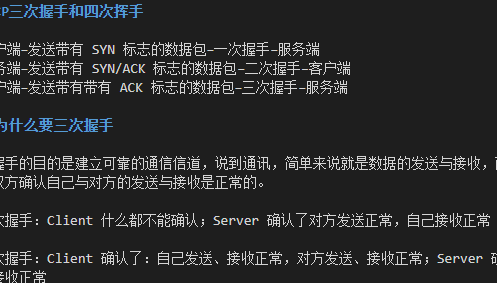 P三次握手和四次挥手
户端–发送带有 SYN 标志的数据包–一次握手–服务端
务端–发送带有 SYN/ACK 标志的数据包–二次握手–客户端
户端–发送带有带有 ACK 标志的数据包–三次握手–服务端
为什么要三次握手
握手的目的是建立可靠的通信信道，说到通讯，简单来说就是数据的发送与接收，
双方确认自己与对方的发送与接收是正常的。
次握手：Client 什么都不能确认；Server 确认了对方发送正常，自己接收正常
次握手：Client 确认了：自己发送、接收正常，对方发送、接收正常；Server
接收正常